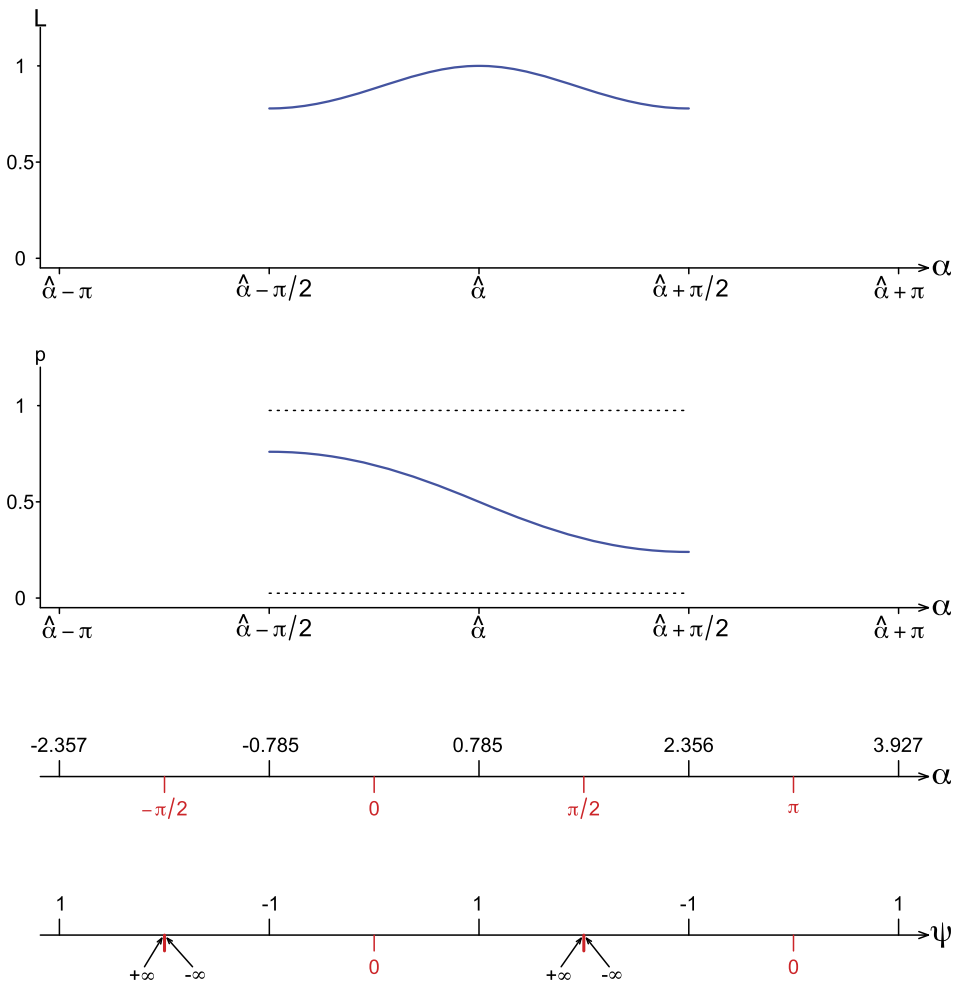 L
1
0.5
0
α
α̂ − π α̂ − π/2 α̂ α̂ + π/2 α̂ + π
p
1
0.5
0
α
α̂ − π α̂ − π/2 α̂ α̂ + π/2 α̂ + π
-2.357 -0.785 0.785 2.356 3.927
α
−π/2 0 π/2 π
1 -1 1 -1 1
ψ
0 0
+∞ -∞ +∞ -∞